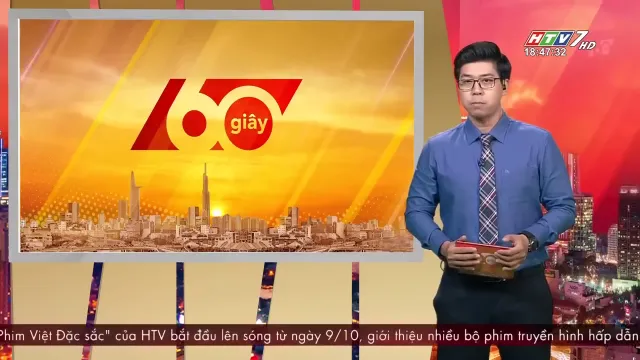 HTV7 HD
18:47:32
60 giây
Phim Việt Đặc sắc" của HTV bắt đầu lên sóng từ ngày 9/10, giới thiệu nhiều bộ phim truyền hình hấp dẫn